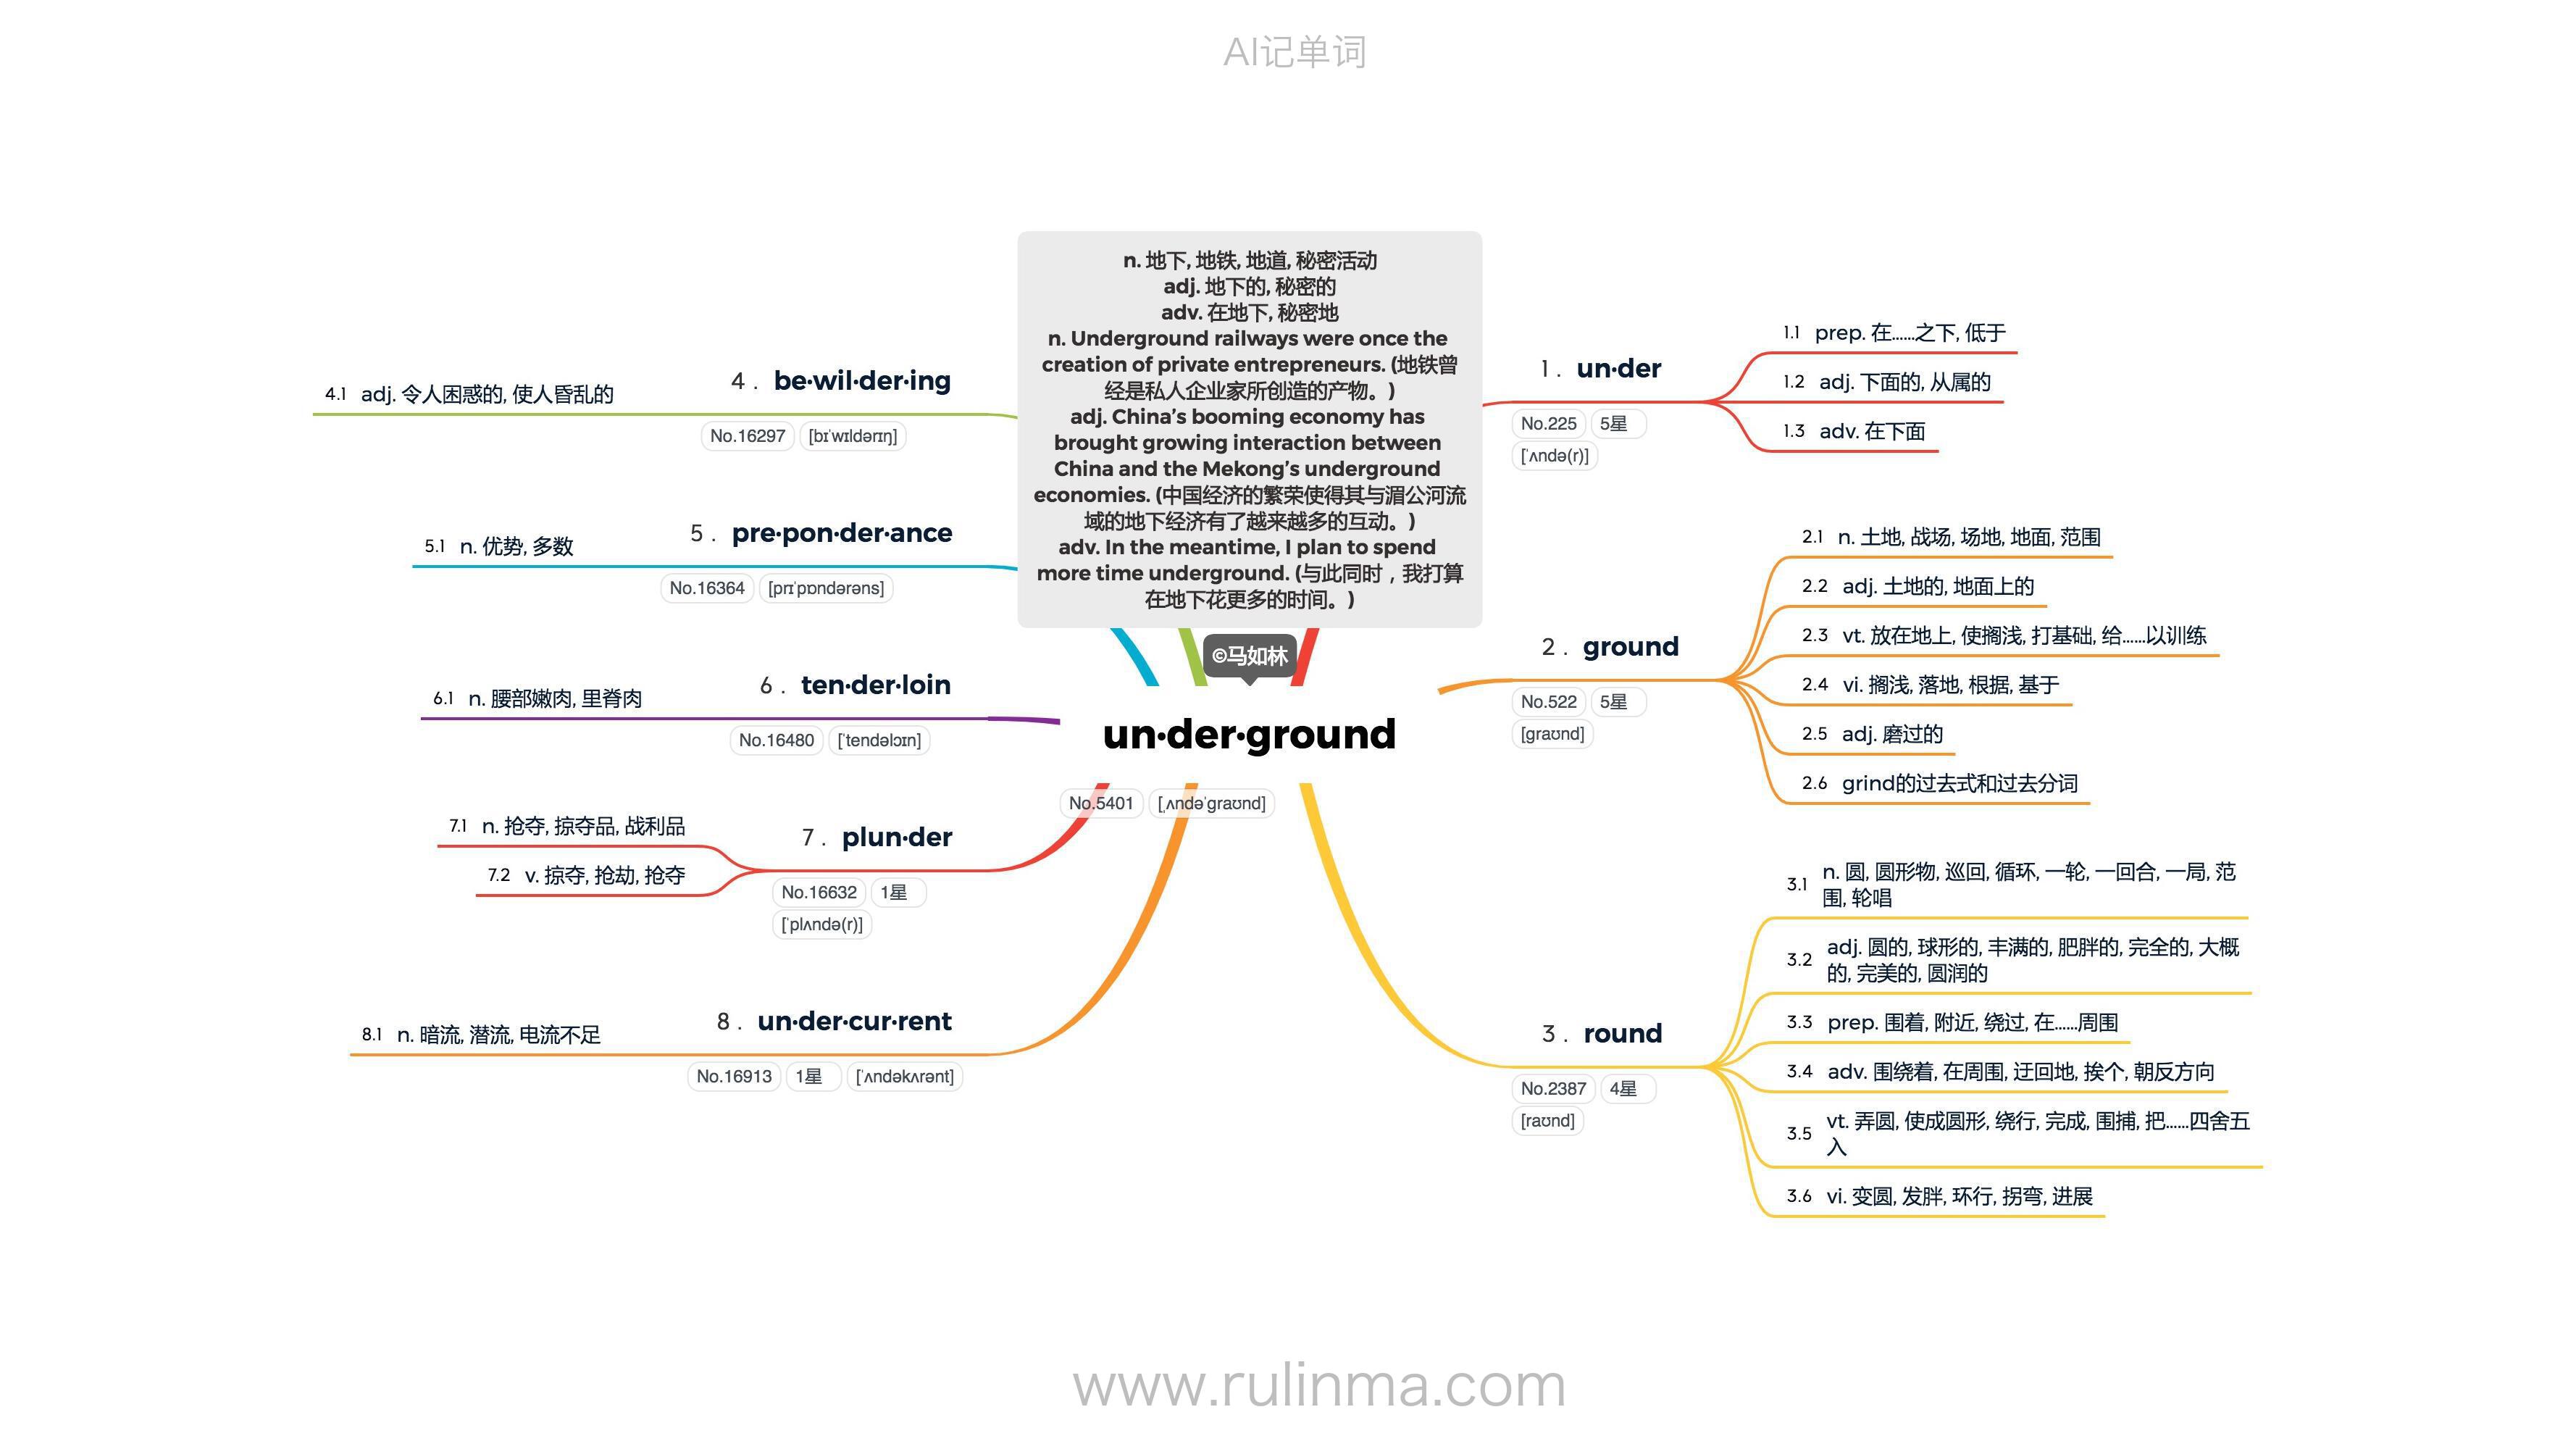 AI记单词
n. 地下, 地铁, 地道, 秘密活动
adj. 地下的, 秘密的
adv. 在地下, 秘密地
n. Underground railways were once the
creation of private entrepreneurs. (地铁曾
经是私人企业家所创造的产物。)
adj. China’s booming economy has
brought growing interaction between
China and the Mekong’s underground
economies. (中国经济的繁荣使得其与湄公河流
域的地下经济有了越来越多的互动。)
adv. In the meantime, I plan to spend
more time underground. (与此同时，我打算
在地下花更多的时间。)
©马如林
un·der·ground
No.5401 [ˌʌndəˈɡraʊnd]
1. un·der
No.225 5星
[ˈʌndə(r)]
1.1 prep. 在……之下, 低于
1.2 adj. 下面的, 从属的
1.3 adv. 在下面
2. ground
No.522 5星
[ɡraʊnd]
2.1 n. 土地, 战场, 场地, 地面, 范围
2.2 adj. 土地的, 地面上的
2.3 vt. 放在地上, 使搁浅, 打基础, 给……以训练
2.4 vi. 搁浅, 落地, 根据, 基于
2.5 adj. 磨过的
2.6 grind的过去式和过去分词
3. round
No.2387 4星
[raʊnd]
3.1 n. 圆, 圆形物, 巡回, 循环, 一轮, 一回合, 一局, 范
围, 轮唱
3.2 adj. 圆的, 球形的, 丰满的, 肥胖的, 完全的, 大概
的, 完美的, 圆润的
3.3 prep. 围着, 附近, 绕过, 在……周围
3.4 adv. 围绕着, 在周围, 迂回地, 挨个, 朝反方向
3.5 vt. 弄圆, 使成圆形, 绕行, 完成, 围捕, 把……四舍五
入
3.6 vi. 变圆, 发胖, 环行, 拐弯, 进展
4. be·wil·der·ing
No.16297 [bɪˈwɪldərɪŋ]
4.1 adj. 令人困惑的, 使人昏乱的
5. pre·pon·der·ance
No.16364 [prɪˈpɒndərəns]
5.1 n. 优势, 多数
6. ten·der·loin
No.16480 [ˈtendəlɔɪn]
6.1 n. 腰部嫩肉, 里脊肉
7. plun·der
No.16632 1星
[ˈplʌndə(r)]
7.1 n. 抢夺, 掠夺品, 战利品
7.2 v. 掠夺, 抢劫, 抢夺
8. un·der·cur·rent
No.16913 1星 [ˈʌndəkʌrənt]
8.1 n. 暗流, 潜流, 电流不足
www.rulinma.com